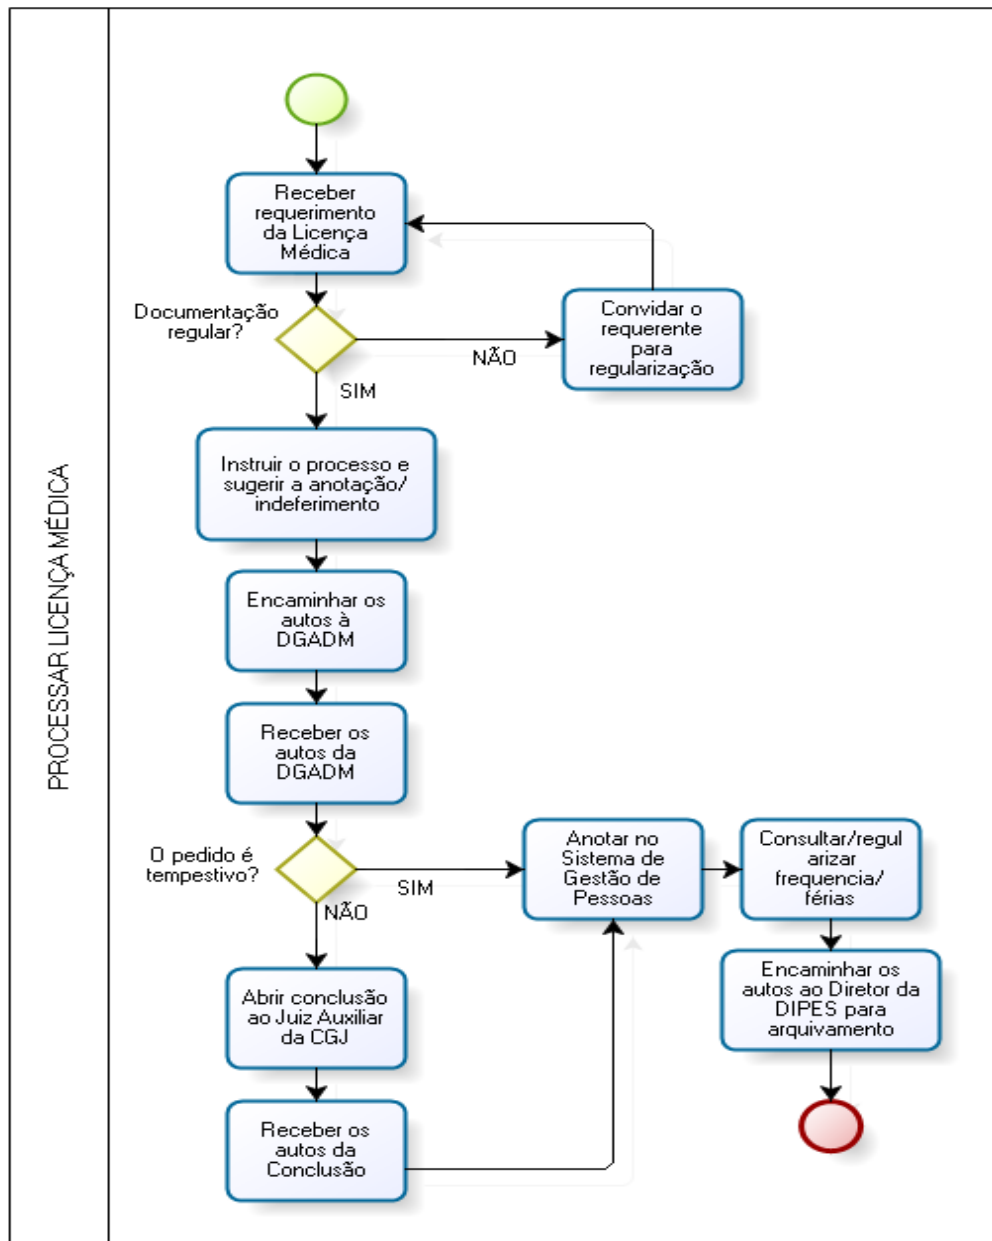 PROCESSAR LICENÇA MÉDICA
Receber
requerimento
da Licença
Médica
Documentação
regular?
NÃO
Convidar o
requerente
para
regularização
SIM
Instruir o processo e
sugerir a anotação/
indeferimento
Encaminhar os
autos à
DGADM
Receber os
autos da
DGADM
O pedido é
tempestivo?
SIM
NÃO
Anotar no
Sistema de
Gestão de
Pessoas
Consultar/regul
arizar
frequencia/
férias
Abrir conclusão
ao Juiz Auxiliar
da CGJ
Encaminhar os
autos ao Diretor da
DIPES para
arquivamento
Receber os
autos da
Conclusão